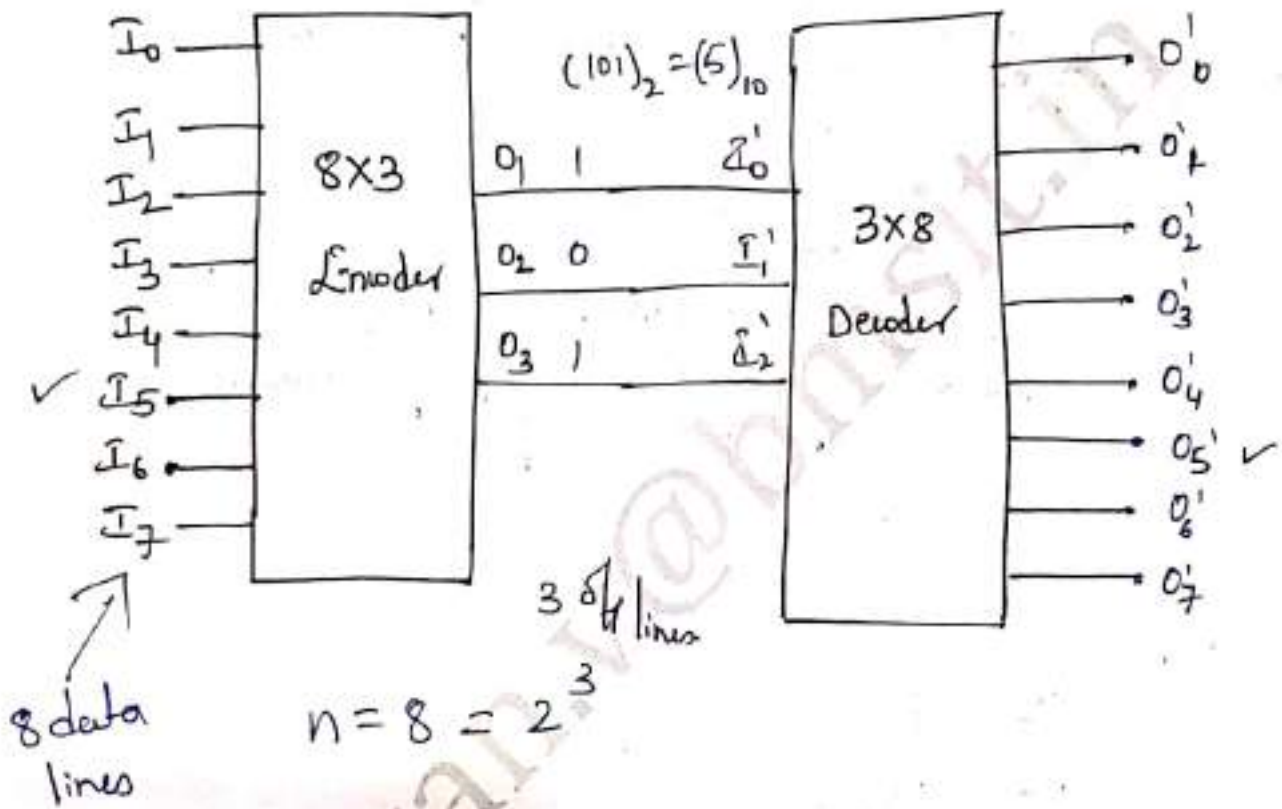 I0
I1
I2
I3
I4
✓ I5
I6
I7
8 data
lines
8X3
Encoder
(101)2 = (5)10
O1 1 I'0
O2 0 I'1
O3 1 I'2
3 O/P lines
n = 8 = 2^3
3X8
Decoder
O'0
O'1
O'2
O'3
O'4
O5' ✓
O'6
O'7